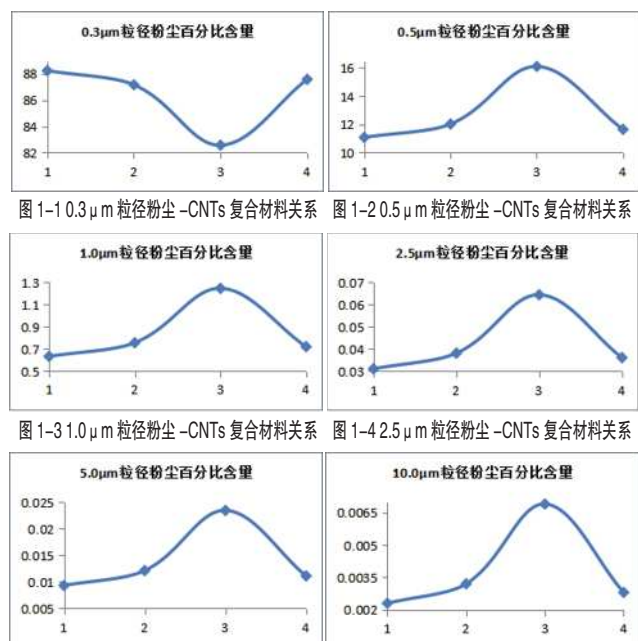 0.3μm粒径粉尘百分比含量
88
86
84
82
1 2 3 4
0.5μm粒径粉尘百分比含量
16
14
12
10
1 2 3 4
图 1-1 0.3 μ m 粒径粉尘 -CNTs 复合材料关系
图 1-2 0.5 μ m 粒径粉尘 -CNTs 复合材料关系
1.0μm粒径粉尘百分比含量
1.3
1.1
0.9
0.7
0.5
1 2 3 4
2.5μm粒径粉尘百分比含量
0.07
0.06
0.05
0.04
0.03
1 2 3 4
图 1-3 1.0 μ m 粒径粉尘 -CNTs 复合材料关系
图 1-4 2.5 μ m 粒径粉尘 -CNTs 复合材料关系
5.0μm粒径粉尘百分比含量
0.025
0.02
0.015
0.01
0.005
1 2 3 4
10.0μm粒径粉尘百分比含量
0.0065
0.005
0.0035
0.002
1 2 3 4